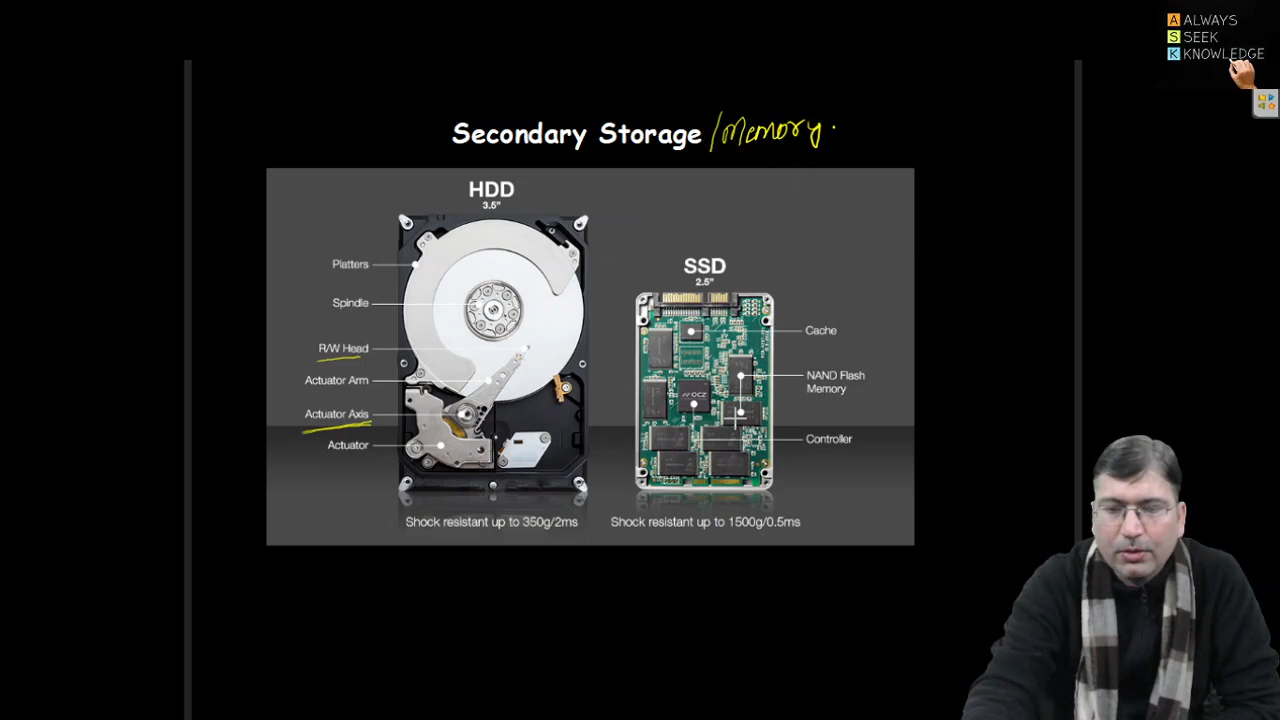 A ALWAYS
S SEEK
K KNOWLEDGE
Secondary Storage /Memory.
HDD
3.5"
Platters
Spindle
R/W Head
Actuator Arm
Actuator Axis
Actuator
Shock resistant up to 350g/2ms
SSD
2.5"
Cache
NAND Flash
Memory
Controller
OCZ
Shock resistant up to 1500g/0.5ms